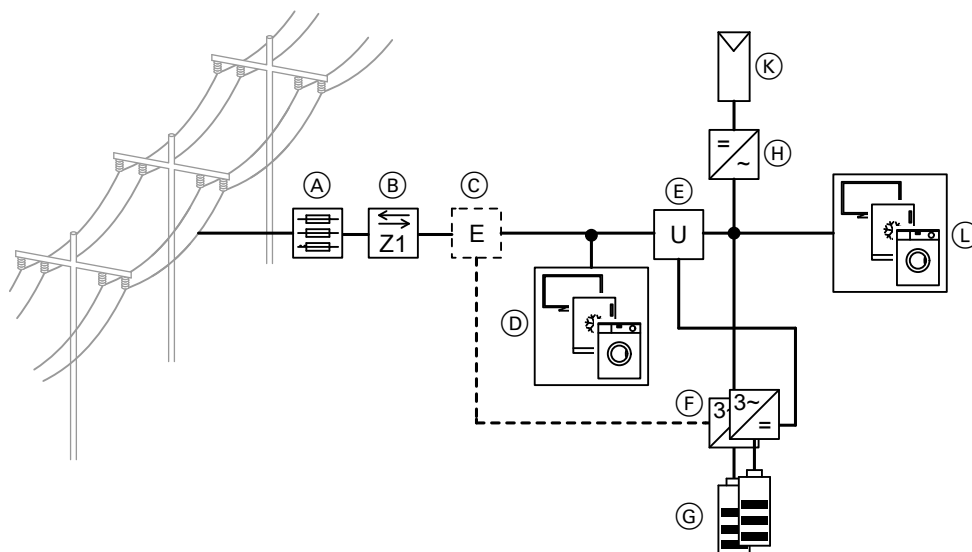 K
=
~
H
A
B
C
E
Z1
E
U
L
D
F
3~
3~
=
G